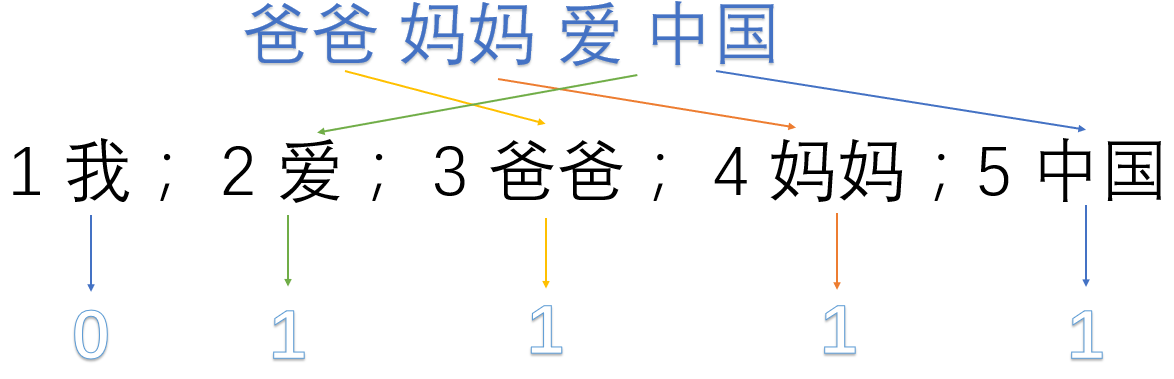 爸爸 妈妈 爱 中国
1 我； 2 爱； 3 爸爸； 4 妈妈；5 中国
0 1 1 1 1